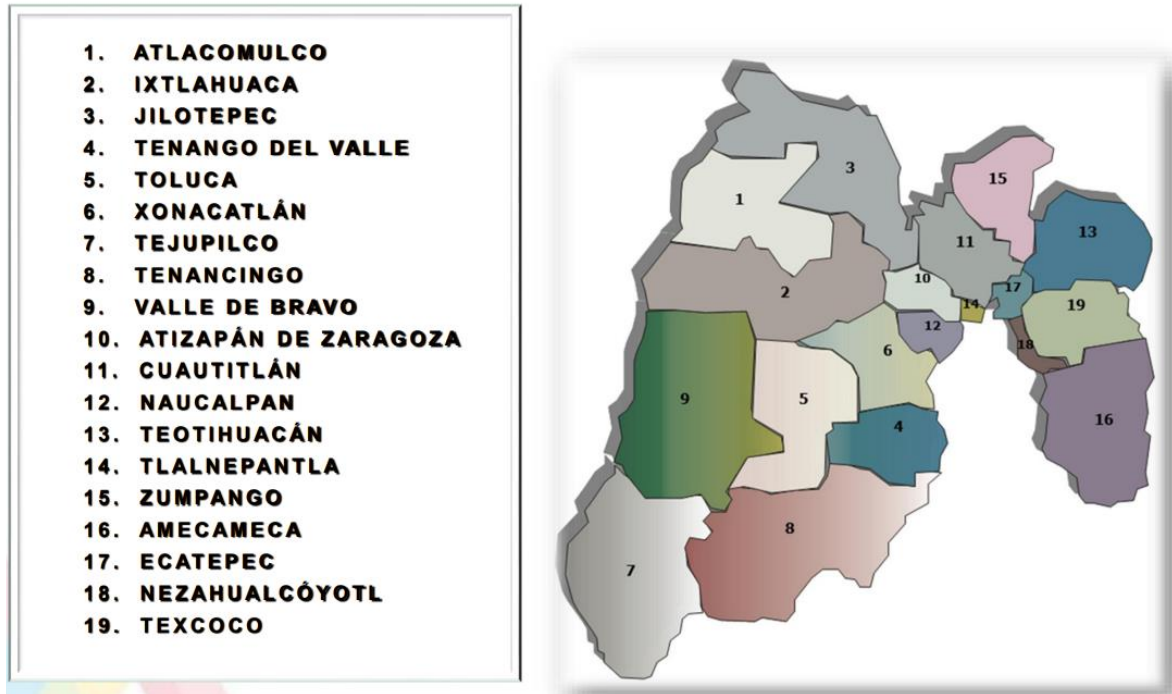 1. ATLACOMULCO
2. IXTLAHUACA
3. JILOTEPEC
4. TENANGO DEL VALLE
5. TOLUCA
6. XONACATLÁN
7. TEJUPILCO
8. TENANCINGO
9. VALLE DE BRAVO
10. ATIZAPÁN DE ZARAGOZA
11. CUAUTITLÁN
12. NAUCALPAN
13. TEOTIHUACÁN
14. TLALNEPANTLA
15. ZUMPANGO
16. AMECAMECA
17. ECATEPEC
18. NEZAHUALCÓYOTL
19. TEXCOCO
3
15
1
13
11
10
17
2
14
19
12
18
6
5
9
16
4
8
7